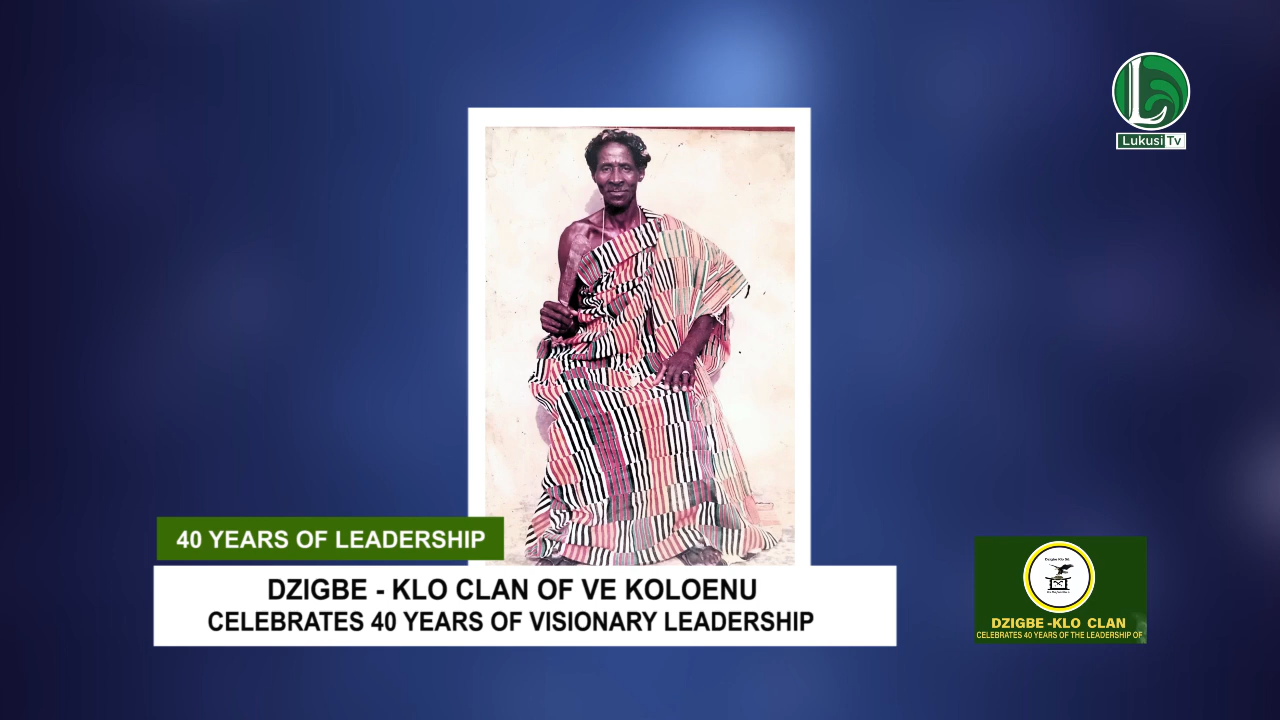 L
Lukusi Tv
40 YEARS OF LEADERSHIP
DZIGBE - KLO CLAN OF VE KOLOENU
CELEBRATES 40 YEARS OF VISIONARY LEADERSHIP
DZIGBE -KLO CLAN
CELEBRATES 40 YEARS OF THE LEADERSHIP OF